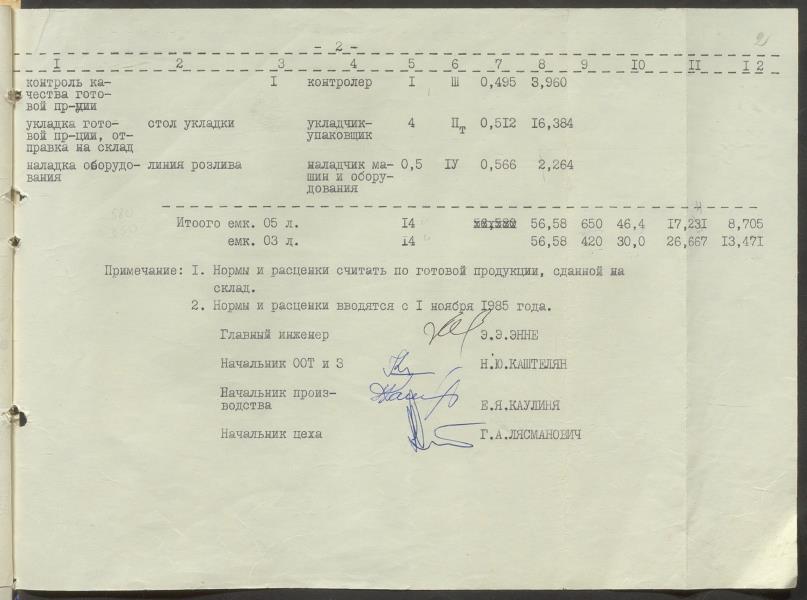 - 2 -
I 2 3 4 5 6 7 8 9 I0 II I 2
контроль ка- I контролер I Ш 0,495 3,960
чества гото-
вой пр-ции
укладка гото- стол укладки укладчик- 4 Пт 0,5I2 I6,384
вой пр-ции, от- упаковщик
правка на склад
наладка оборудо- линия розлива наладчик ма- 0,5 IУ 0,566 2,264
вания шин и обору-
дования
Итоого емк. 05 л. I4 56,58 650 46,4 I7,23I 8,705
емк. 03 л. I4 56,58 420 30,0 26,667 I3,47I
Примечание: I. Нормы и расценки считать по готовой продукции, сданной на
склад.
2. Нормы и расценки вводятся с I ноября I985 года.
Главный инженер Э.Э.ЭННЕ
Начальник ООТ и З Н.Ю.КАШТЕЛЯН
Начальник произ-
водства Е.Я.КАУЛИНЯ
Начальник цеха Г.А.ЛЯСМАНОВИЧ